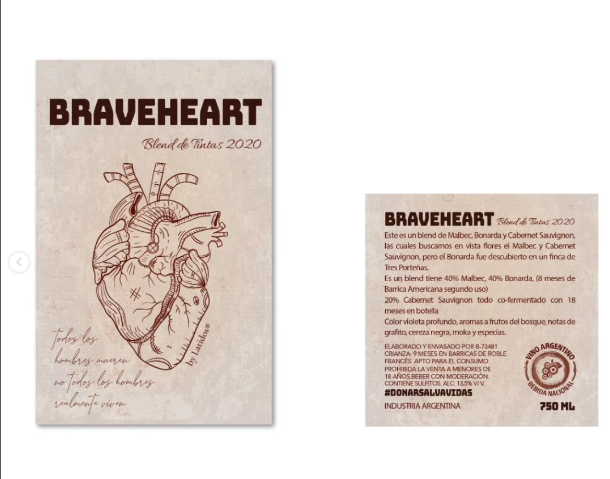 BRAVEHEART
Blend de Tintas 2020
todos los
hombres mueren
no todos los hombres
realmente viven
by Latidos®
BRAVEHEART Blend de Tintas 2020
Este es un blend de Malbec, Bonarda y Cabernet Sauvignon,
las cuales buscamos en vista flores el Malbec y Cabernet
Sauvignon, pero el Bonarda fue descubierto en un finca de
Tres Porteñas.
Es un blend tiene 40% Malbec, 40% Bonarda, (8 meses de
Barrica Americana segundo uso)
20% Cabernet Sauvignon todo co-fermentado con 18
meses en botella
Color violeta profundo, aromas a frutos del bosque, notas de
grafito, cereza negra, moka y especias.
ELABORADO Y ENVASADO POR B-73481
CRIANZA: 9 MESES EN BARRICAS DE ROBLE
FRANCÉS APTO PARA EL CONSUMO
PROHIBIDA LA VENTA A MENORES DE
18 AÑOS.BEBER CON MODERACIÓN.
CONTIENE SULFITOS. ALC: 13,5% V/V.
#DONARSALVAVIDAS
INDUSTRIA ARGENTINA
VINO ARGENTINO
BEBIDA NACIONAL
750 ML